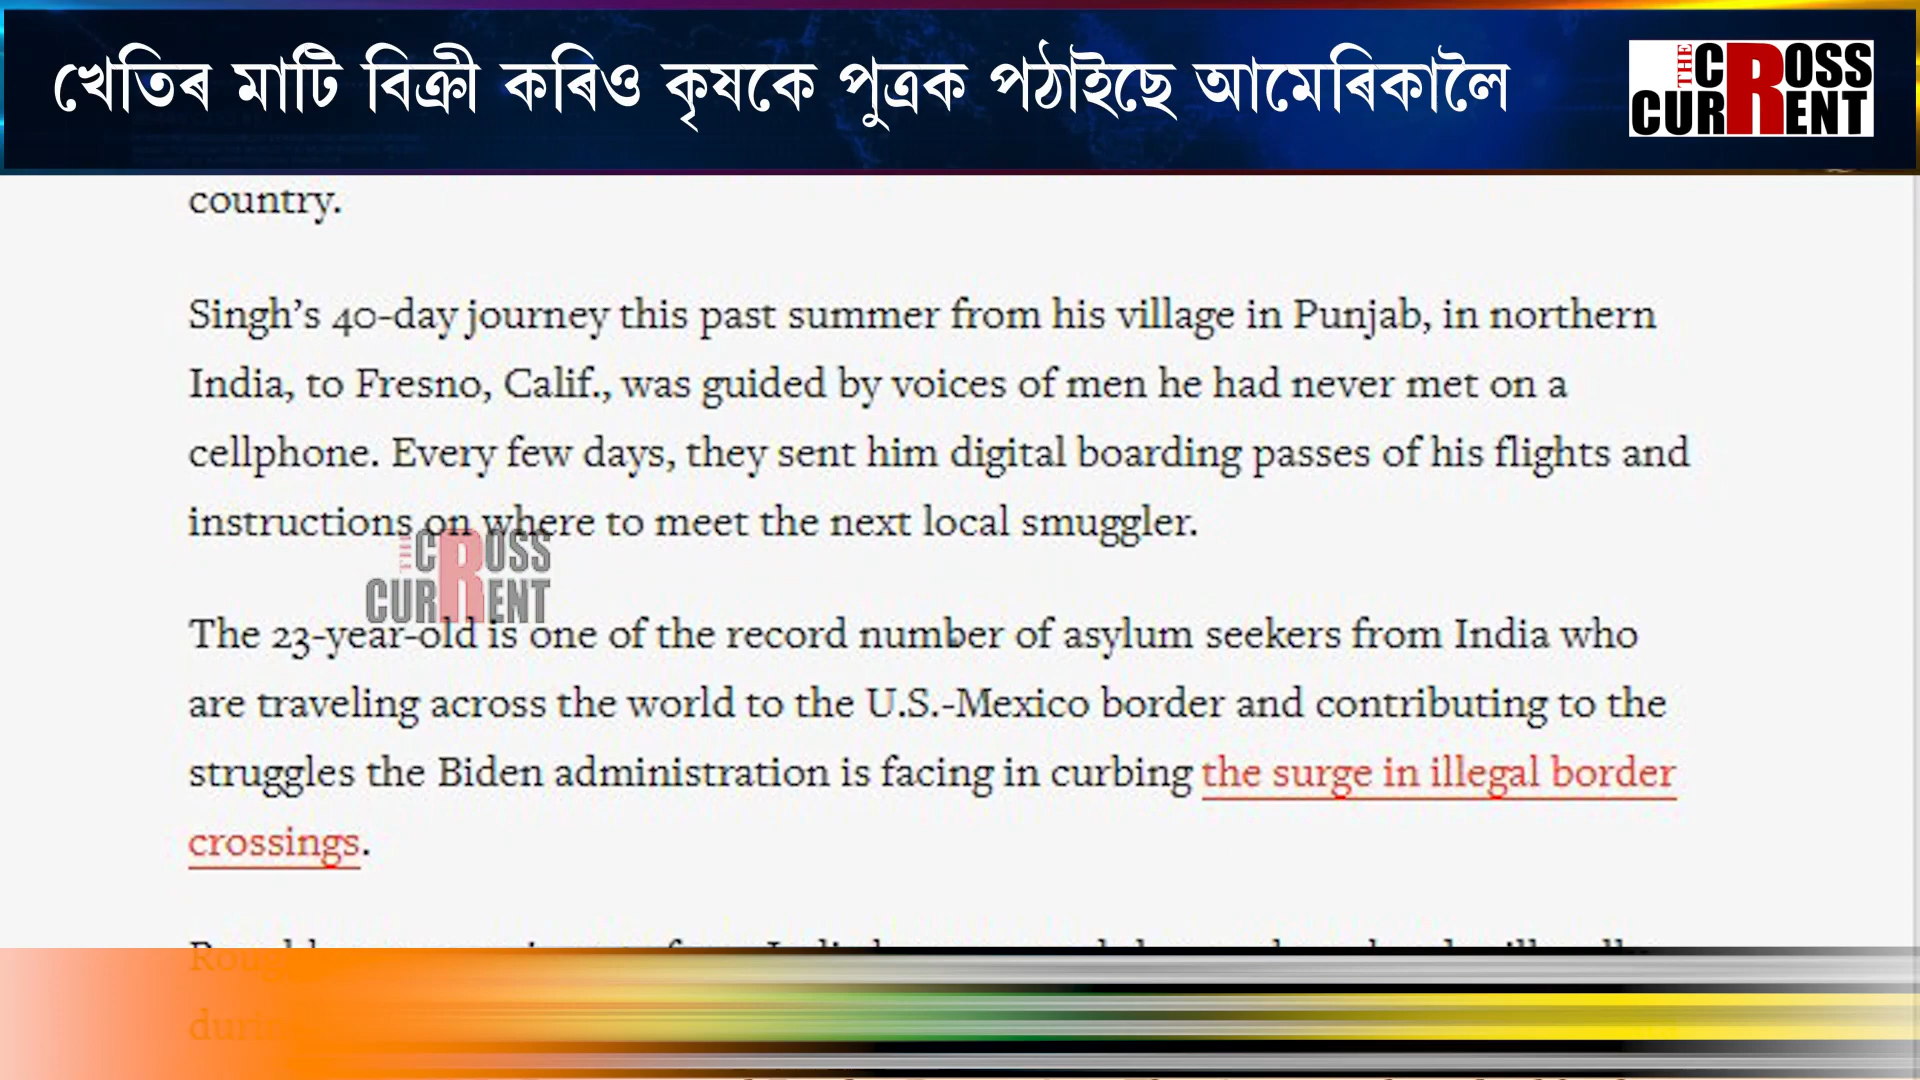 খেতিৰ মাটি বিক্ৰী কৰিও কৃষকে পুত্ৰক পঠাইছে আমেৰিকালৈ
THE CROSS
CURRENT
country.
Singh’s 40-day journey this past summer from his village in Punjab, in northern
India, to Fresno, Calif., was guided by voices of men he had never met on a
cellphone. Every few days, they sent him digital boarding passes of his flights and
instructions on where to meet the next local smuggler.
THE CROSS
CURRENT
The 23-year-old is one of the record number of asylum seekers from India who
are traveling across the world to the U.S.-Mexico border and contributing to the
struggles the Biden administration is facing in curbing the surge in illegal border
crossings.